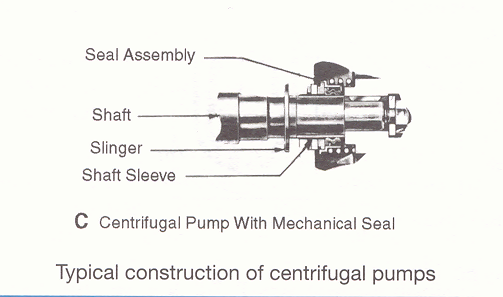 Seal Assembly
Shaft
Slinger
Shaft Sleeve
C Centrifugal Pump With Mechanical Seal
Typical construction of centrifugal pumps